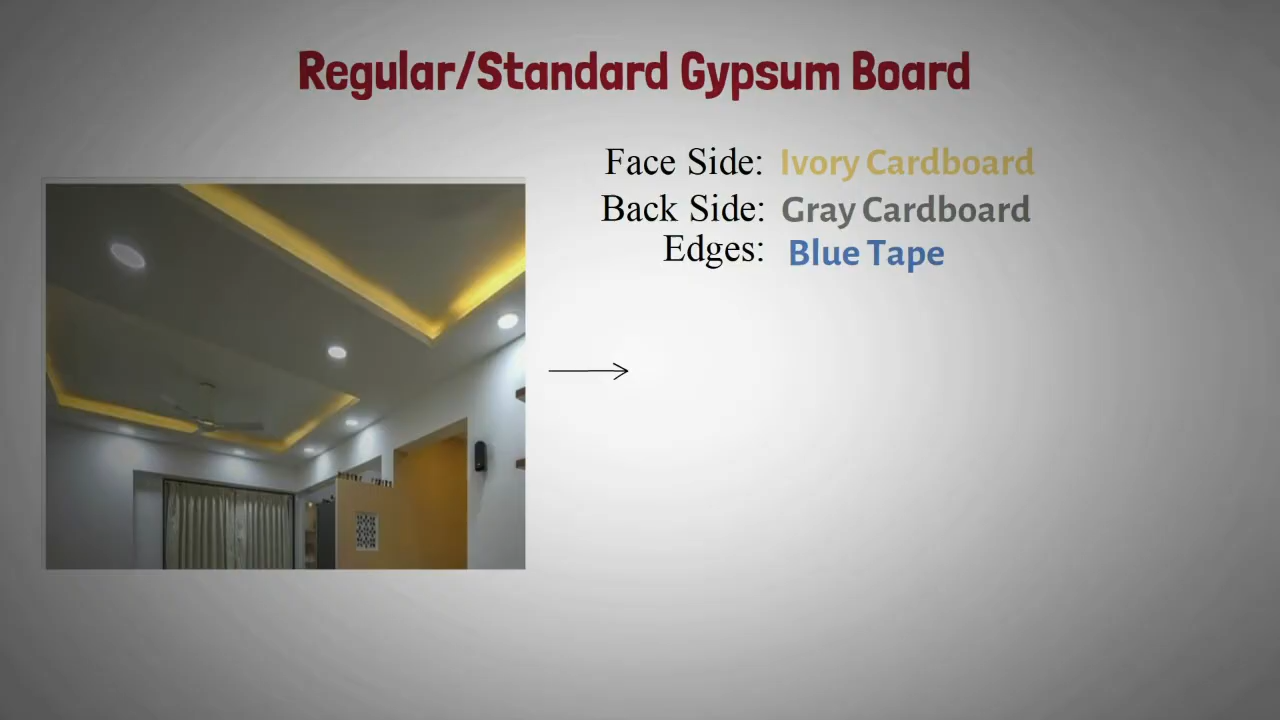 Regular/Standard Gypsum Board
Face Side: Ivory Cardboard
Back Side: Gray Cardboard
Edges: Blue Tape